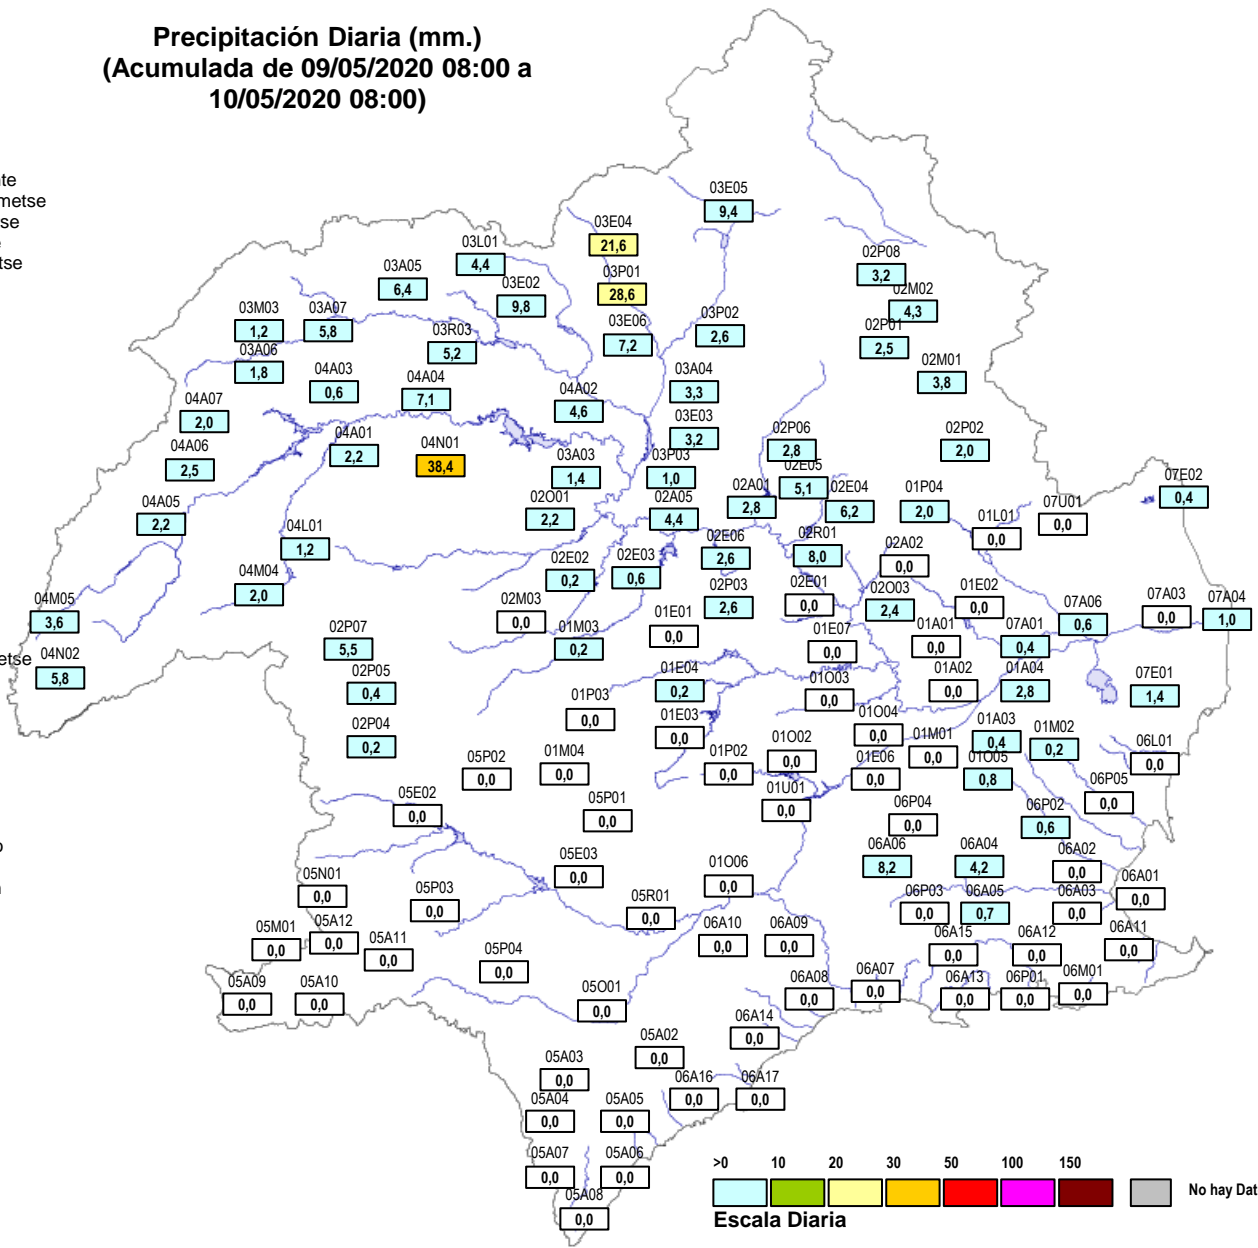 Precipitación Diaria (mm.)
(Acumulada de 09/05/2020 08:00 a
10/05/2020 08:00)
nte
metse
se
e
tse
03E05
9,4
03E04
21,6
03L01
4,4
02P08
3,2
03A05
6,4
03E02
9,8
03P01
28,6
02M02
4,3
03M03
1,2
03A07
5,8
03R03
5,2
03E06
7,2
03P02
2,6
02P01
2,5
03A06
1,8
04A03
0,6
04A04
7,1
04A02
4,6
03A04
3,3
02M01
3,8
04A07
2,0
03E03
3,2
04A01
2,2
04N01
38,4
02P06
2,8
02P02
2,0
04A06
2,5
03A03
1,4
03P03
1,0
02E05
5,1
07E02
0,4
04A05
2,2
02O01
2,2
02A05
4,4
02A01
2,8
02E04
6,2
01P04
2,0
07U01
0,0
01L01
0,0
04L01
1,2
02E06
2,6
02R01
8,0
02A02
0,0
02E02
0,2
02E03
0,6
04M04
2,0
02P03
2,6
02E01
0,0
02O03
2,4
01E02
0,0
04M05
3,6
02M03
0,0
07A06
0,6
07A03
0,0
07A04
1,0
01E01
0,0
01M03
0,2
01E07
0,0
01A01
0,0
07A01
0,4
02P07
5,5
etse
04N02
5,8
02P05
0,4
01E04
0,2
01O03
0,0
01A02
0,0
01A04
2,8
07E01
1,4
01P03
0,0
01E03
0,0
01O04
0,0
01A03
0,4
01M02
0,2
02P04
0,2
01O02
0,0
01M01
0,0
06L01
0,0
05P02
0,0
01M04
0,0
01P02
0,0
01E06
0,0
01O05
0,8
05E02
0,0
05P01
0,0
01U01
0,0
06P05
0,0
06P04
0,0
06P02
0,6
o
05E03
0,0
01O06
0,0
06A06
8,2
06A04
4,2
06A02
0,0
05N01
0,0
05P03
0,0
05R01
0,0
06P03
0,0
06A05
0,7
06A03
0,0
06A01
0,0
05M01
0,0
05A12
0,0
05A11
0,0
06A10
0,0
06A09
0,0
06A15
0,0
06A12
0,0
06A11
0,0
05P04
0,0
05A09
0,0
05A10
0,0
05O01
0,0
06A08
0,0
06A07
0,0
06A13
0,0
06P01
0,0
06M01
0,0
06A14
0,0
05A02
0,0
05A03
0,0
06A16
0,0
06A17
0,0
05A04
0,0
05A05
0,0
05A07
0,0
05A06
0,0
05A08
0,0
>0 10 20 30 50 100 150
No hay Dat
Escala Diaria